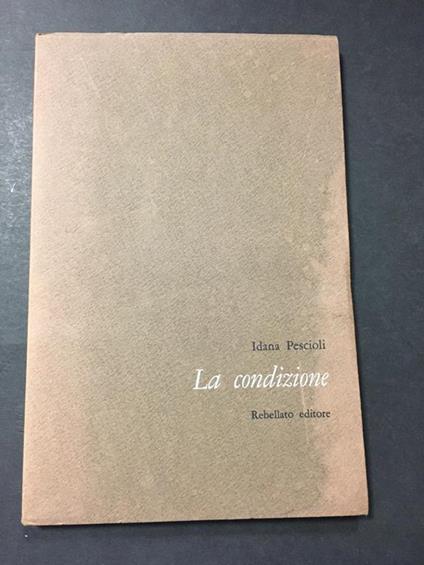 Idana Pescioli
La condizione
Rebellato editore